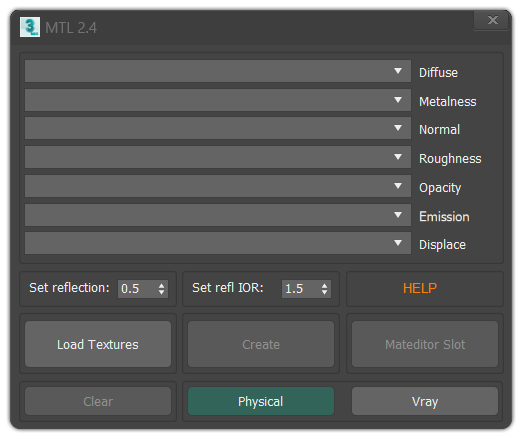 MTL 2.4
Diffuse
Metalness
Normal
Roughness
Opacity
Emission
Displace
Set reflection: 0.5 Set refl IOR: 1.5 HELP
Load Textures Create Mateditor Slot
Clear Physical Vray